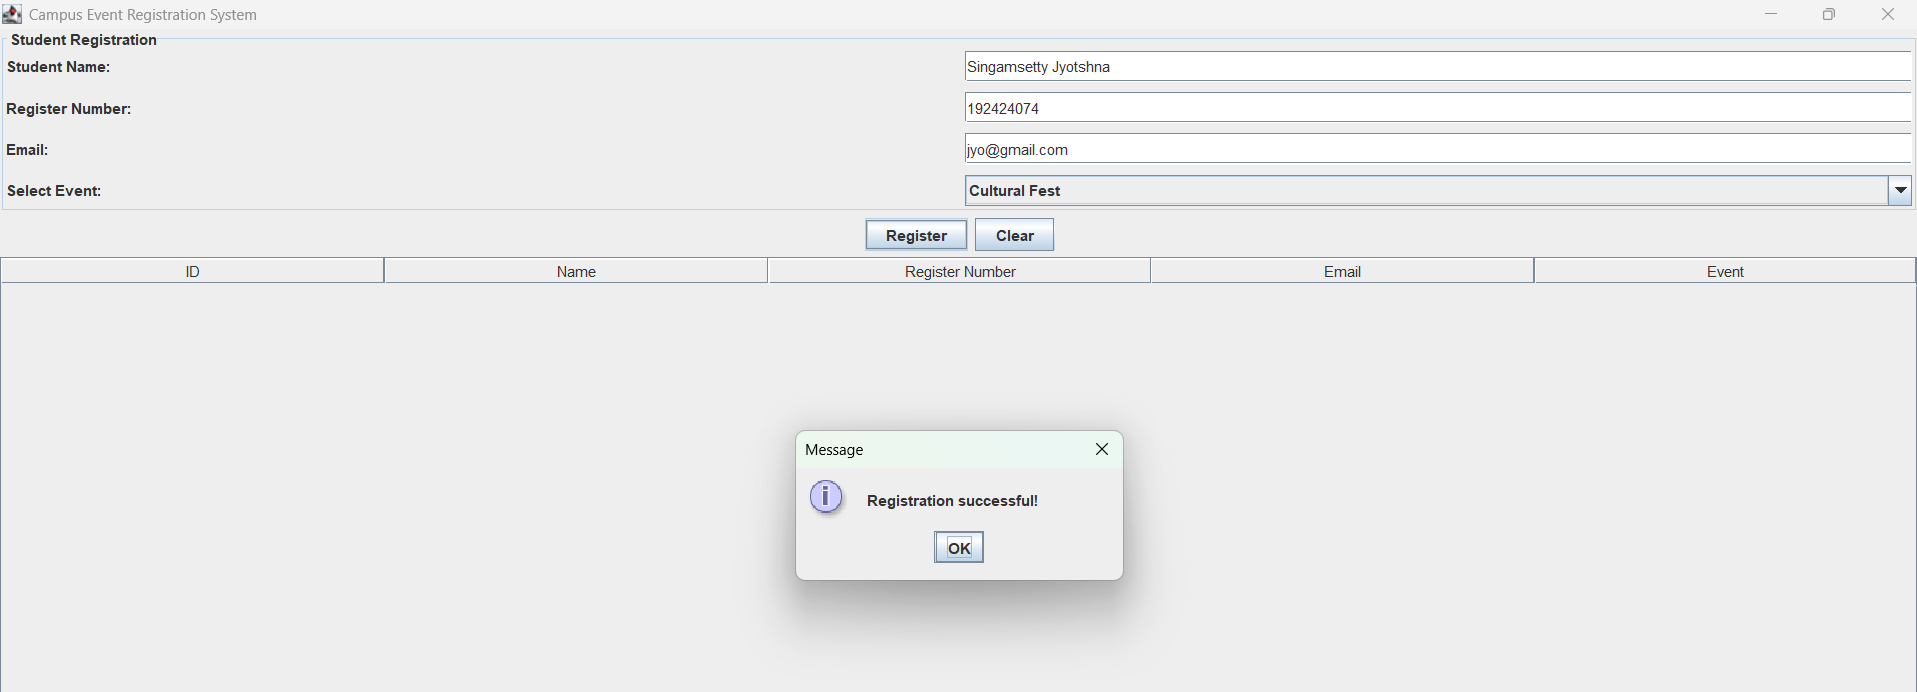 Campus Event Registration System
Student Registration
Student Name: Singamsetty Jyotshna
Register Number: 192424074
Email: jyo@gmail.com
Select Event: Cultural Fest
Register Clear
ID Name Register Number Email Event
Message
i Registration successful!
OK